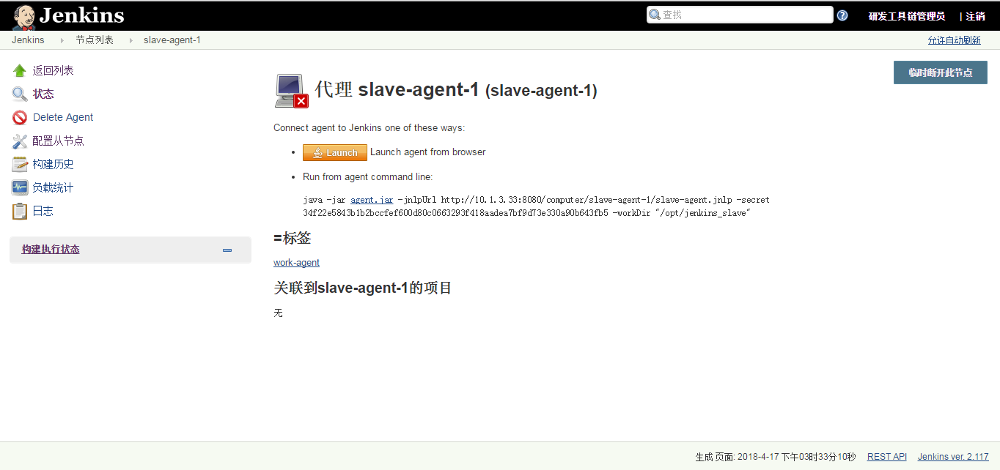 Jenkins
查找
研发工具链管理员 | 注销
Jenkins 节点列表 slave-agent-1
允许自动刷新
返回列表
状态
Delete Agent
配置从节点
构建历史
负载统计
日志
构建执行状态
临时断开此节点
代理 slave-agent-1 (slave-agent-1)
Connect agent to Jenkins one of these ways:
Launch Launch agent from browser
Run from agent command line:
java -jar agent.jar -jnlpUrl http://10.1.3.33:8080/computer/slave-agent-1/slave-agent.jnlp -secret
34f22e5843b1b2bccfef600d80c0663293f418aadea7bf9d73e330a90b643fb5 -workDir "/opt/jenkins_slave"
=标签
work-agent
关联到slave-agent-1的项目
无
生成 页面: 2018-4-17 下午03时33分10秒 REST API Jenkins ver. 2.117